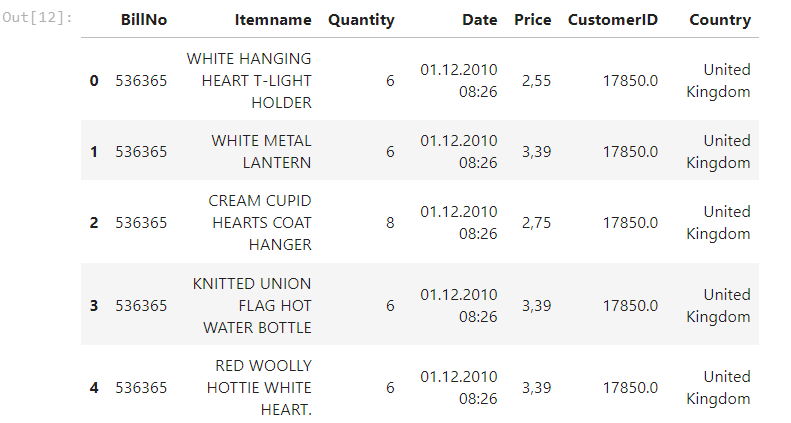 Out[12]:
BillNo Itemname Quantity Date Price CustomerID Country
0 536365 WHITE HANGING HEART T-LIGHT HOLDER 6 01.12.2010 08:26 2,55 17850.0 United Kingdom
1 536365 WHITE METAL LANTERN 6 01.12.2010 08:26 3,39 17850.0 United Kingdom
2 536365 CREAM CUPID HEARTS COAT HANGER 8 01.12.2010 08:26 2,75 17850.0 United Kingdom
3 536365 KNITTED UNION FLAG HOT WATER BOTTLE 6 01.12.2010 08:26 3,39 17850.0 United Kingdom
4 536365 RED WOOLLY HOTTIE WHITE HEART. 6 01.12.2010 08:26 3,39 17850.0 United Kingdom